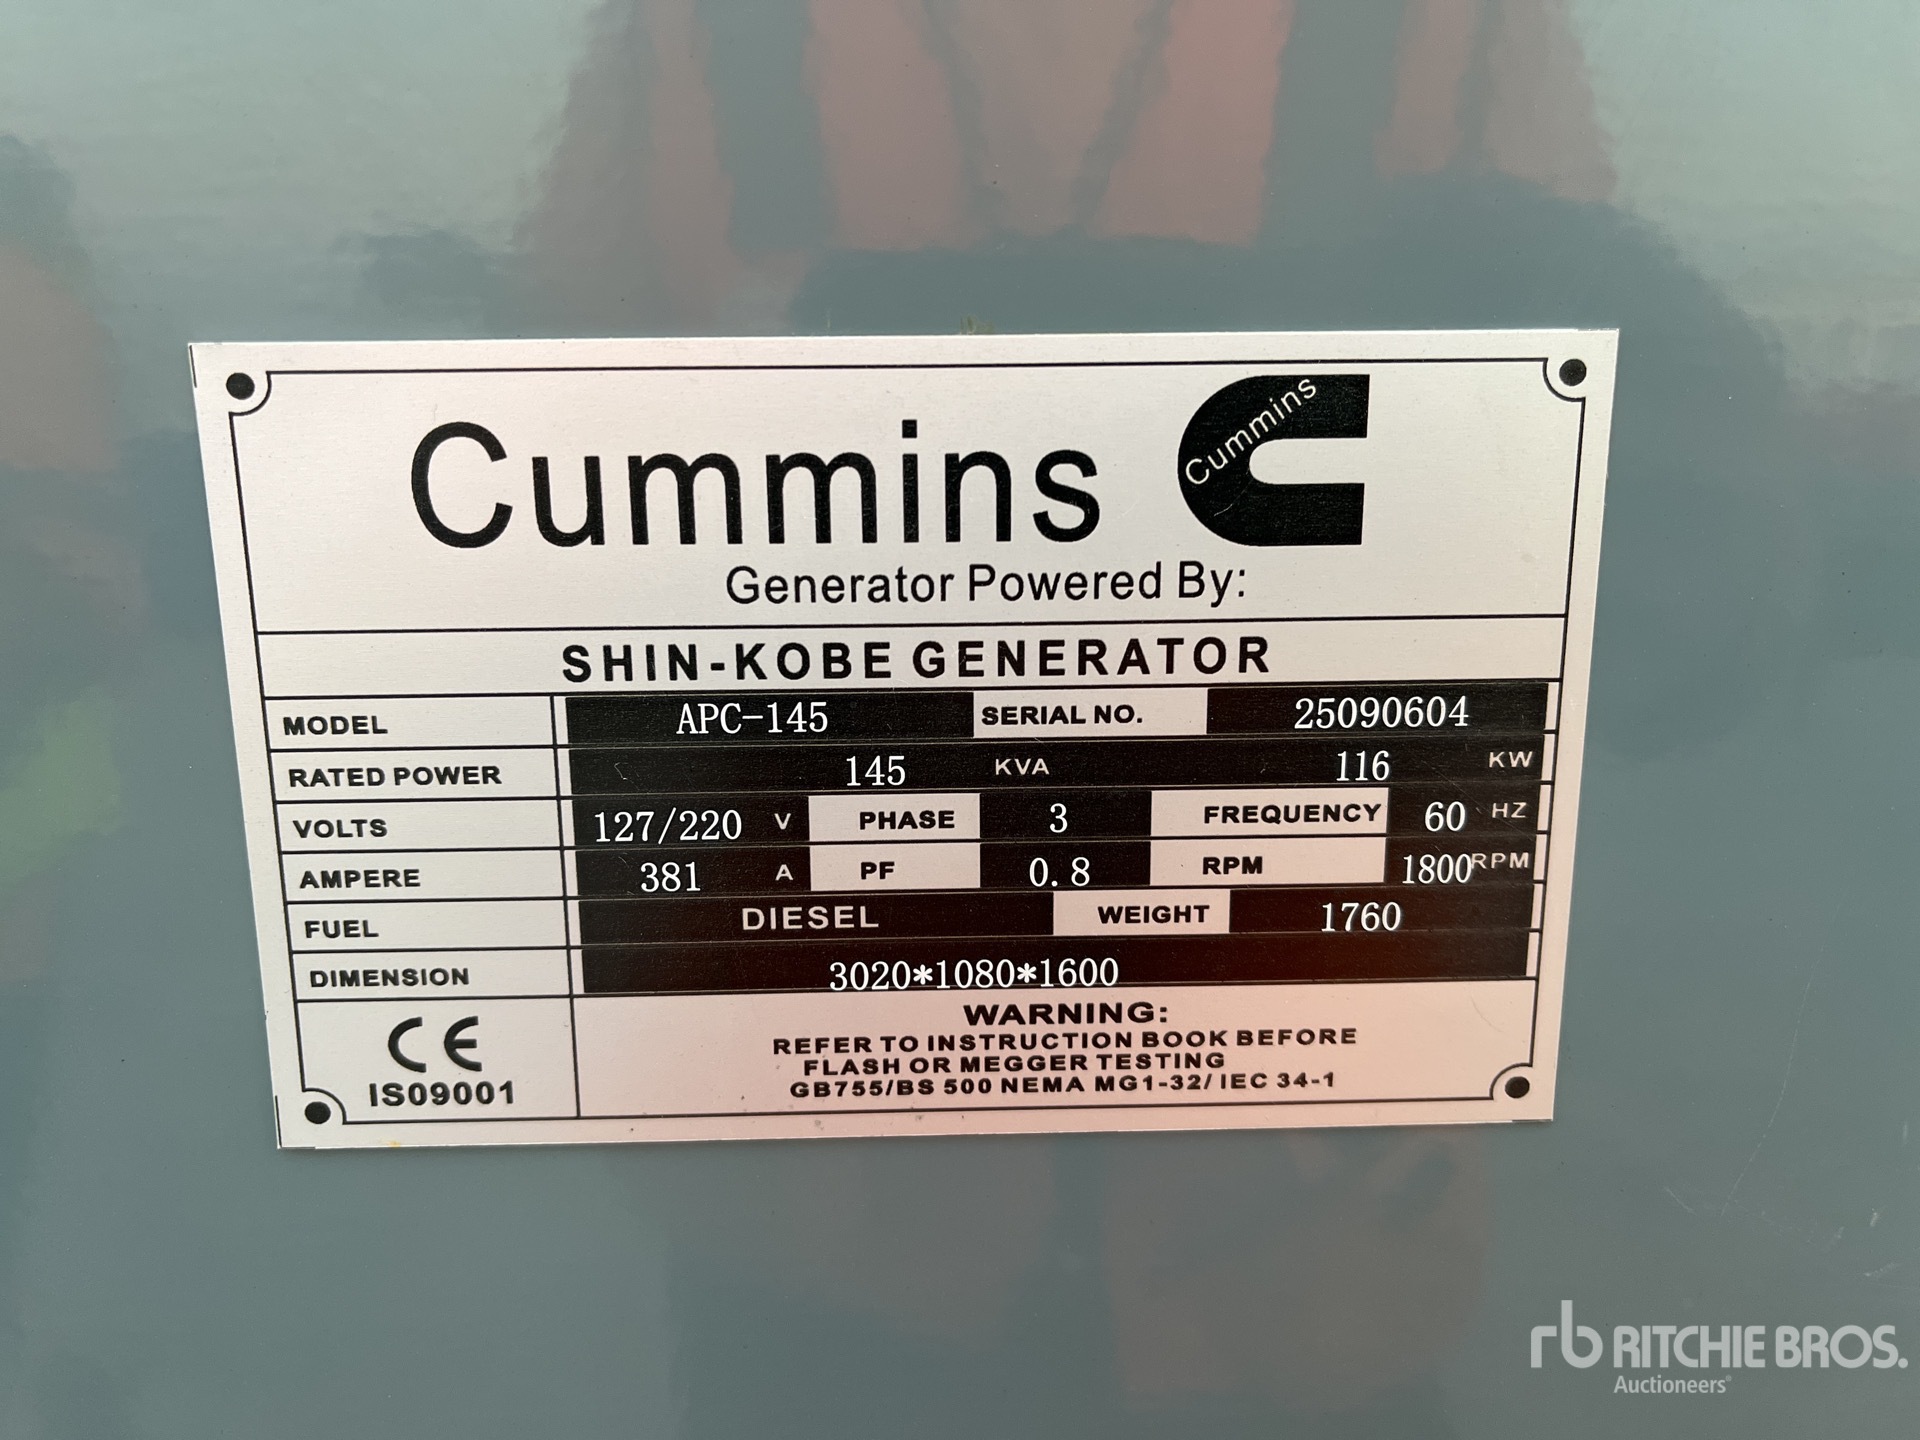 Cummins Cummins
Generator Powered By:
SHIN-KOBE GENERATOR
MODEL APC-145 SERIAL NO. 25090604
RATED POWER 145 KVA 116 KW
VOLTS 127/220 V PHASE 3 FREQUENCY 60 HZ
AMPERE 381 A PF 0.8 RPM 1800 RPM
FUEL DIESEL WEIGHT 1760
DIMENSION 3020*1080*1600
CE
ISO9001
WARNING:
REFER TO INSTRUCTION BOOK BEFORE
FLASH OR MEGGER TESTING
GB755/BS 500 NEMA MG1-32/ IEC 34-1
rb RITCHIE BROS.
Auctioneers